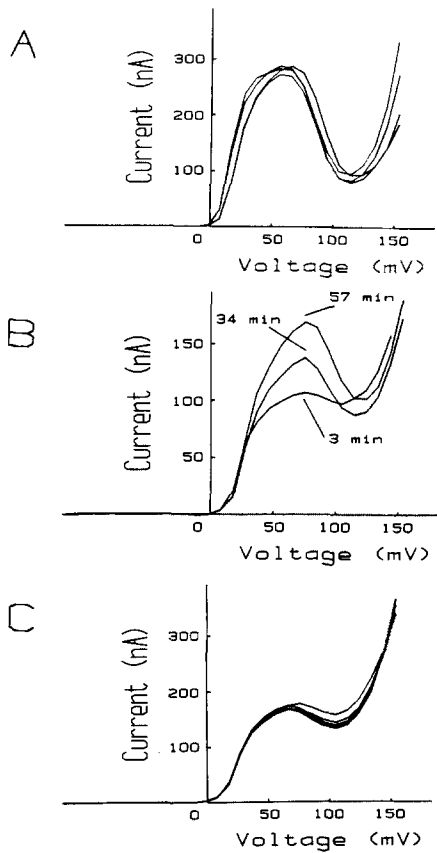 A
Current (nA)
300
200
100
0
50
100
150
Voltage (mV)
B
Current (nA)
150
100
50
57 min
34 min
3 min
0
50
100
150
Voltage (mV)
C
Current (nA)
300
200
100
0
50
100
150
Voltage (mV)